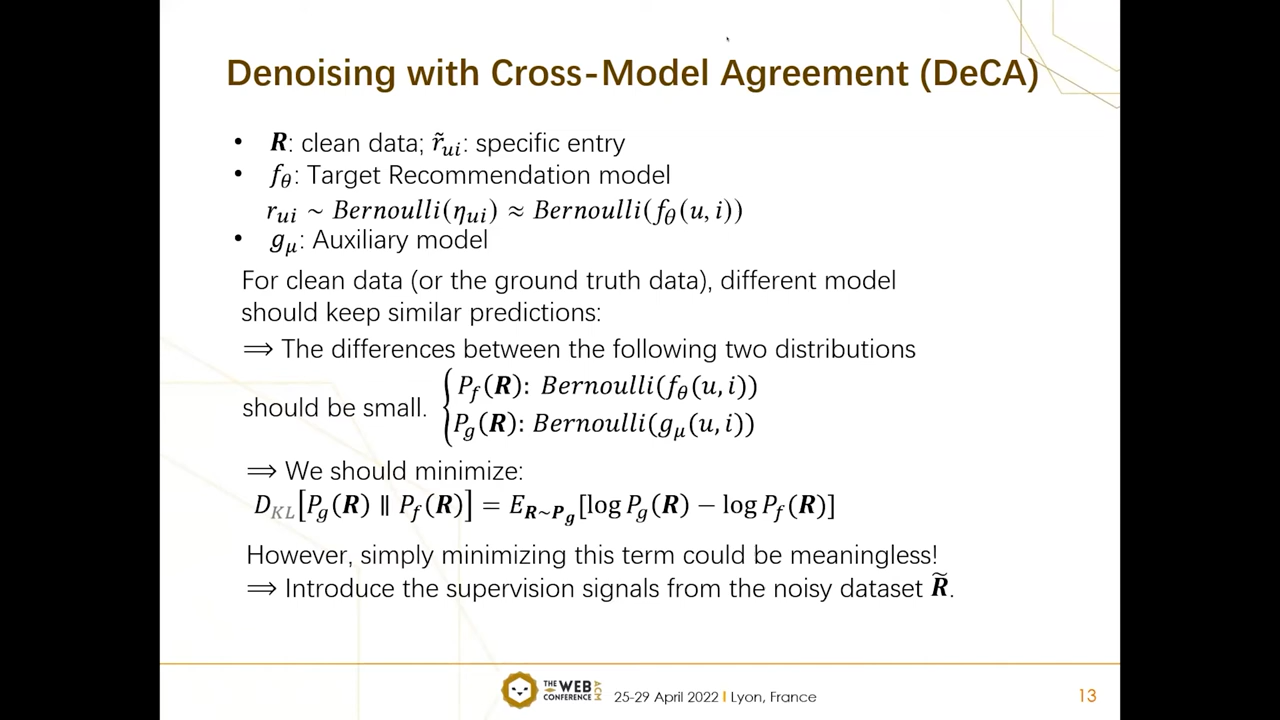 Denoising with Cross-Model Agreement (DeCA)
• R: clean data; r̃ᵤᵢ: specific entry
• f_θ: Target Recommendation model
r_ui ~ Bernoulli(η_ui) ≈ Bernoulli(f_θ(u, i))
• g_μ: Auxiliary model
For clean data (or the ground truth data), different model
should keep similar predictions:
⟹ The differences between the following two distributions
should be small.
P_f(R): Bernoulli(f_θ(u, i))
P_g(R): Bernoulli(g_μ(u, i))
⟹ We should minimize:
D_KL[P_g(R) ∥ P_f(R)] = E_R~P_g[log P_g(R) − log P_f(R)]
However, simply minimizing this term could be meaningless!
⟹ Introduce the supervision signals from the noisy dataset R̃.
THE WEB CONFERENCE ACM
25-29 April 2022 I Lyon, France
13